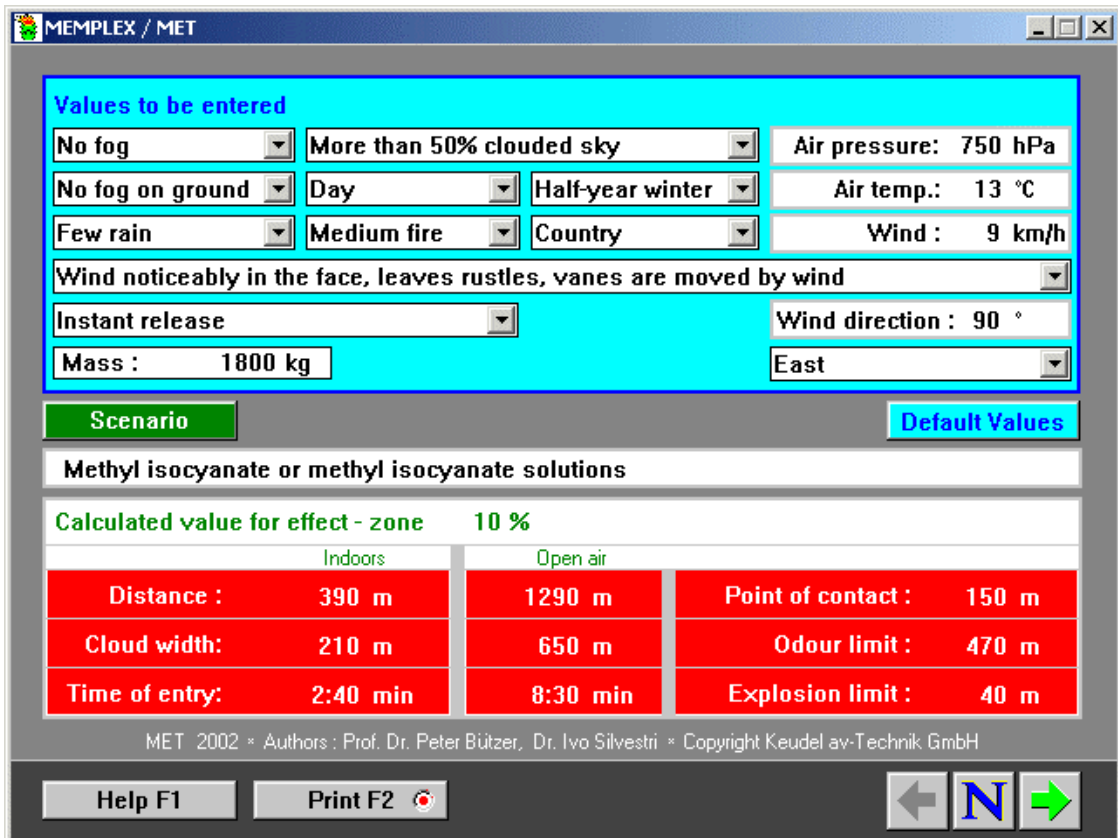 MEMPLEX / MET
Values to be entered
No fog More than 50% clouded sky Air pressure: 750 hPa
No fog on ground Day Half-year winter Air temp.: 13 °C
Few rain Medium fire Country Wind : 9 km/h
Wind noticeably in the face, leaves rustles, vanes are moved by wind
Instant release Wind direction : 90 °
Mass : 1800 kg East
Scenario Default Values
Methyl isocyanate or methyl isocyanate solutions
Calculated value for effect - zone 10 %
Indoors Open air
Distance : 390 m 1290 m Point of contact : 150 m
Cloud width: 210 m 650 m Odour limit : 470 m
Time of entry: 2:40 min 8:30 min Explosion limit : 40 m
MET 2002 × Authors : Prof. Dr. Peter Bützer, Dr. Ivo Silvestri × Copyright Keudel av-Technik GmbH
Help F1 Print F2 N